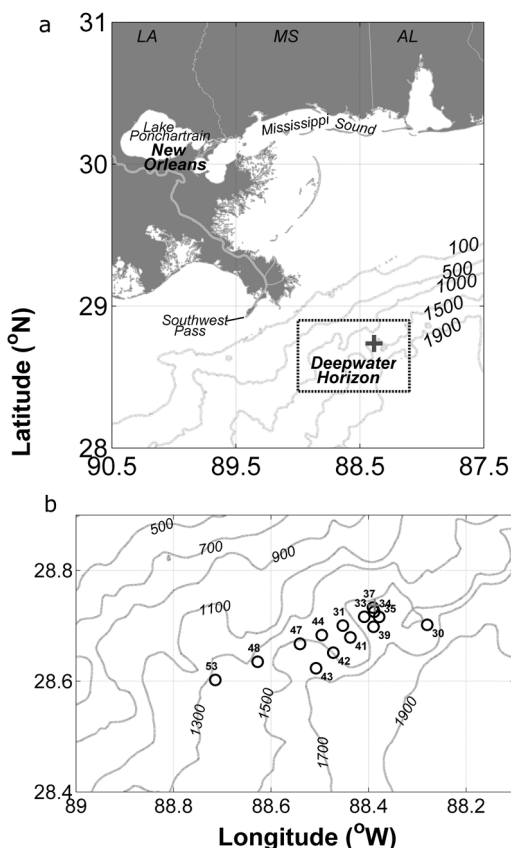 a
31
LA MS AL
Lake
Ponchartrain
Mississippi Sound
New
Orleans
30
100
500
1000
29
1500
Southwest
Pass
1900
Deepwater
Horizon
28
90.5 89.5 88.5 87.5
Latitude (°N)
b
500
700
900
28.8
1100
37
33 34
35
31
44
30
47
39
41
48
42
53
43
28.6
1300
1500
1700
1900
28.4
89 88.8 88.6 88.4 88.2
Longitude (°W)